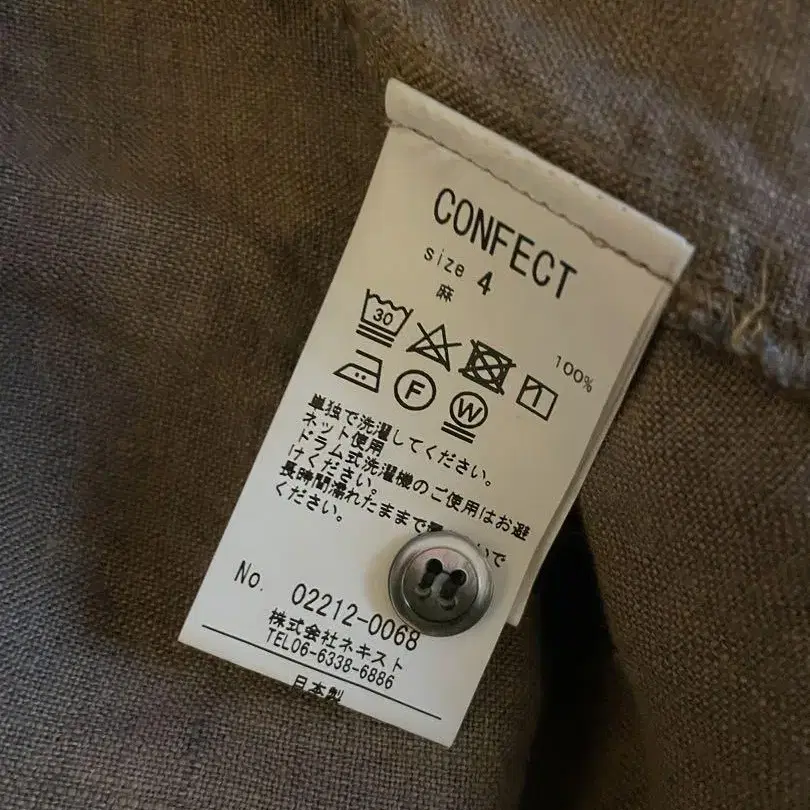 CONFECT
size 4
麻 100%
30
F W
単独で洗濯してください。
ネット使用
ドラム式洗濯機のご使用はお避
けください。
長時間濡れたままで いで
ください。
No. 02212-0068
株式会社ネキスト
TEL06-6338-6886
日本製